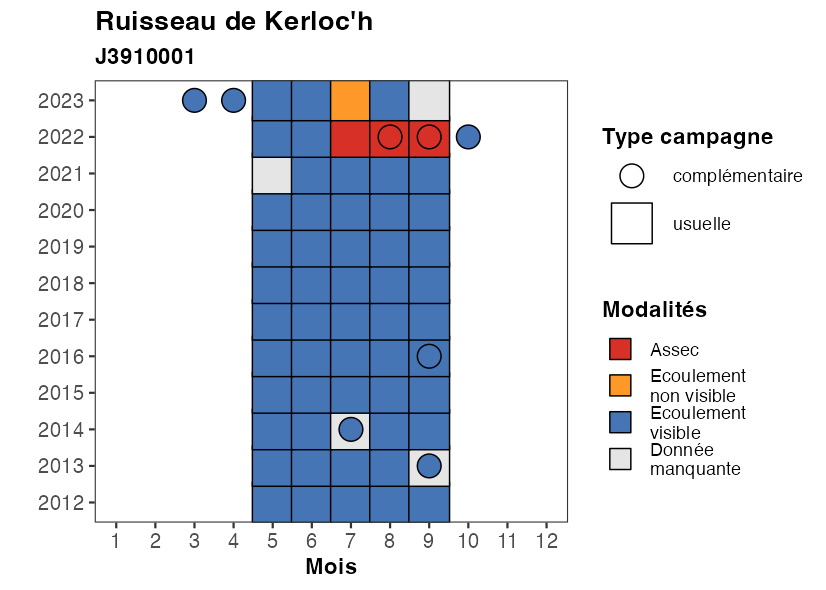 Ruisseau de Kerloc'h
J3910001
2023
2022
2021
2020
2019
2018
2017
2016
2015
2014
2013
2012
1 2 3 4 5 6 7 8 9 10 11 12
Mois
Type campagne
complémentaire
usuelle
Modalités
Assec
Ecoulement
non visible
Ecoulement
visible
Donnée
manquante